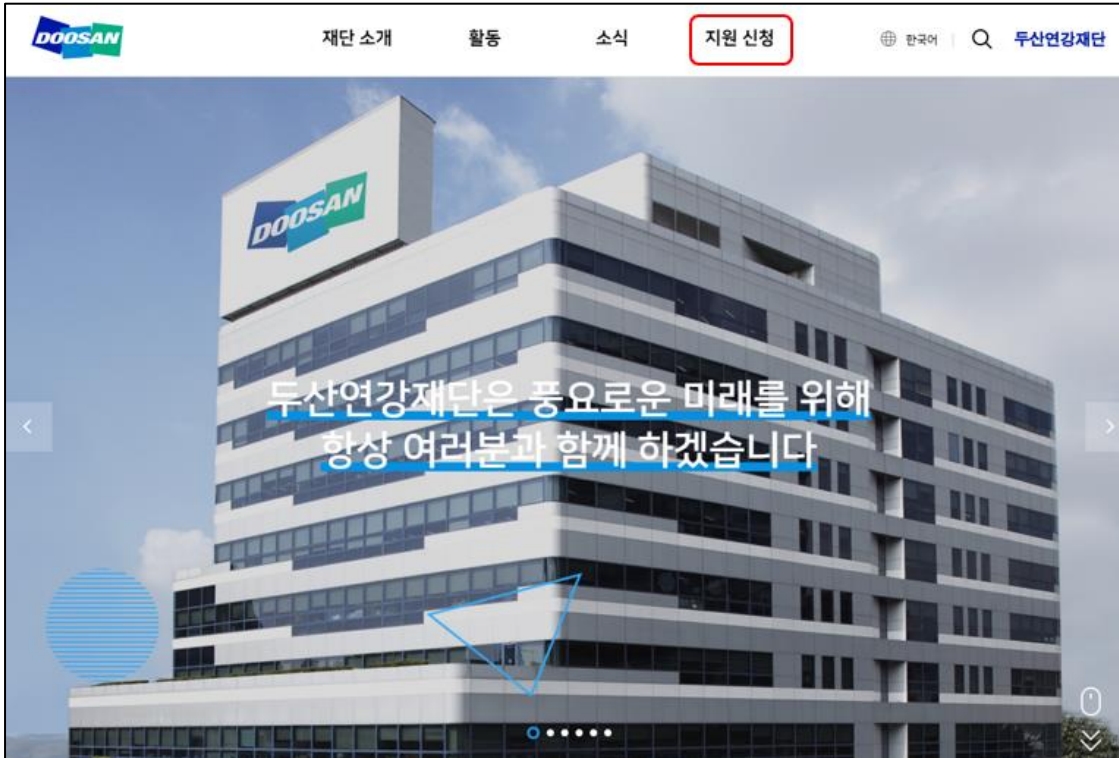 DOOSAN
재단 소개
활동
소식
지원 신청
한국어
두산연강재단
DOOSAN
두산연강재단은 풍요로운 미래를 위해
항상 여러분과 함께 하겠습니다